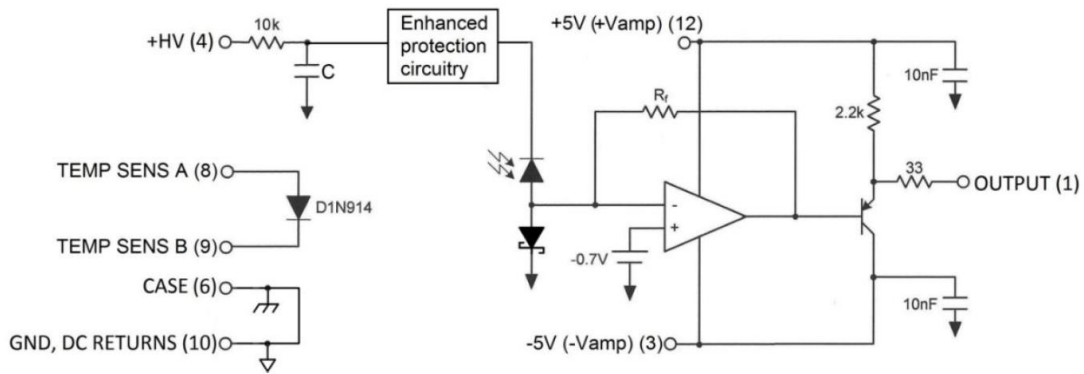 +HV (4)
10k
C
Enhanced
protection
circuitry
+5V (+Vamp) (12)
10nF
Rf
2.2k
TEMP SENS A (8)
D1N914
TEMP SENS B (9)
33
OUTPUT (1)
-
+
-0.7V
CASE (6)
10nF
GND, DC RETURNS (10)
-5V (-Vamp) (3)